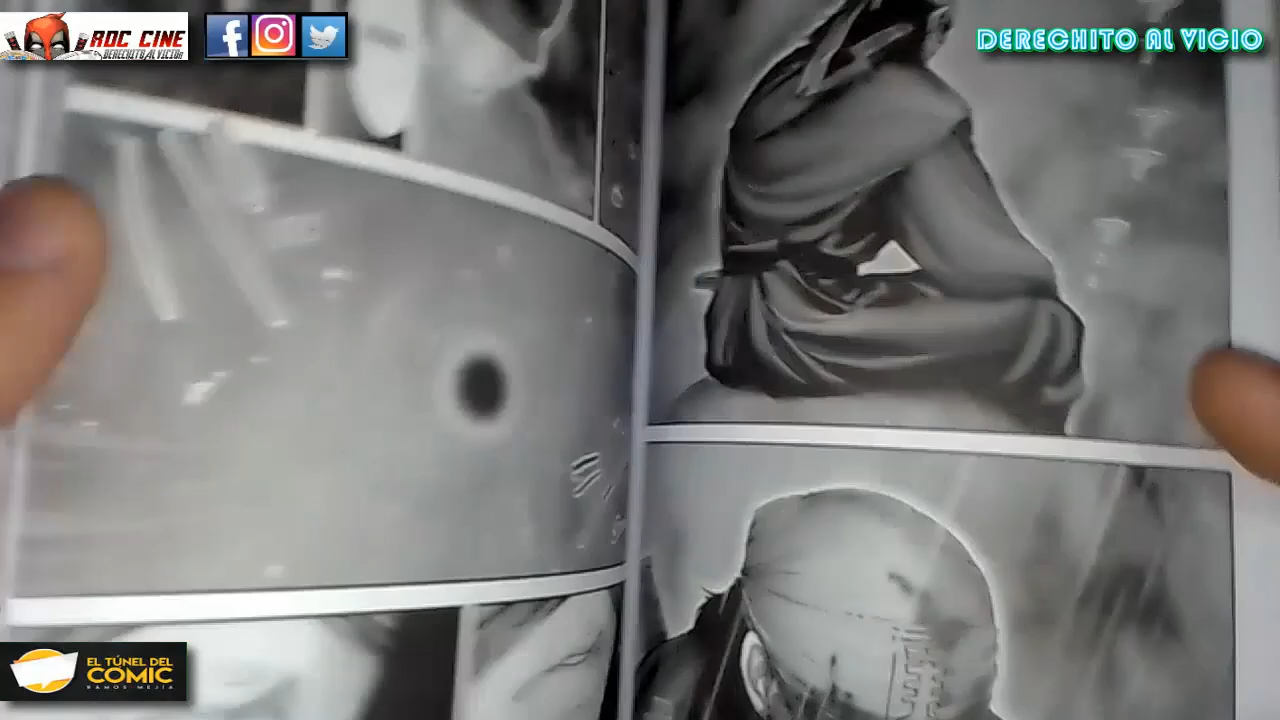 ROC CINE
DERECHITO AL VICIO!
DERECHITO AL VICIO
EL TÚNEL DEL
COMIC
RAMOS MEJÍA